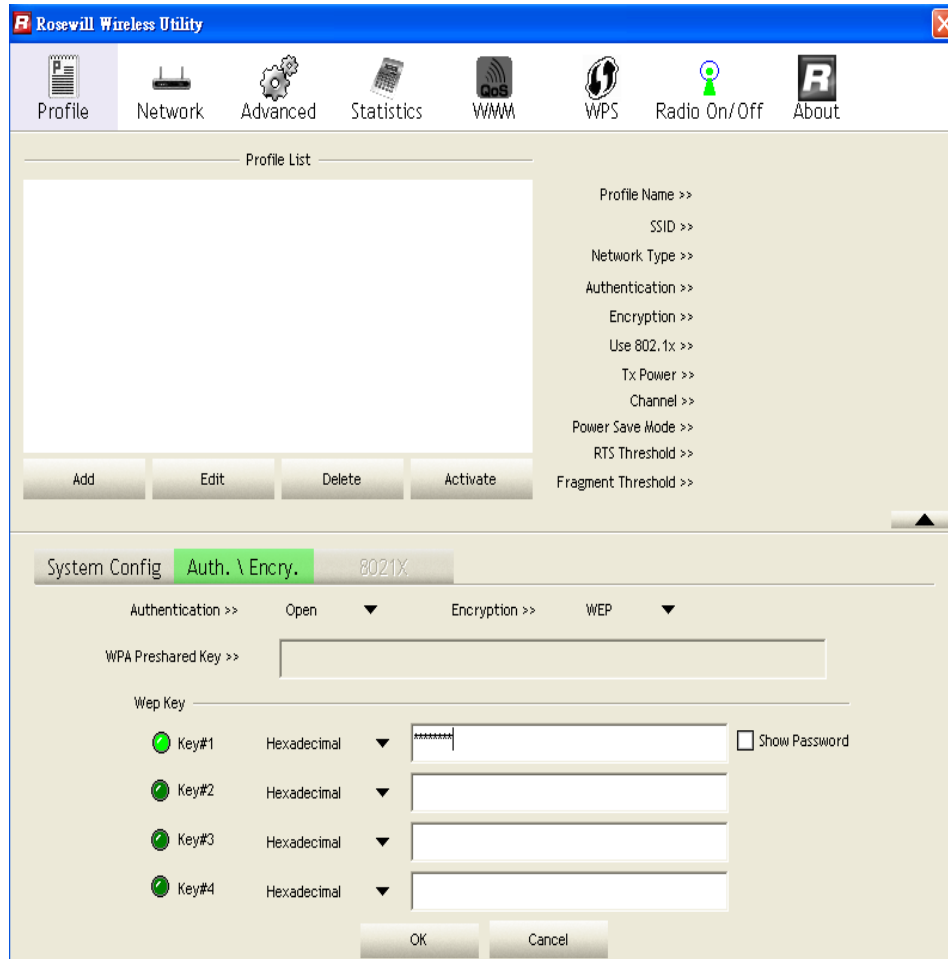 R Rosewill Wireless Utility
Profile Network Advanced Statistics QoS WMM WPS Radio On/Off R About
Profile List
Profile Name >>
SSID >>
Network Type >>
Authentication >>
Encryption >>
Use 802.1x >>
Tx Power >>
Channel >>
Power Save Mode >>
RTS Threshold >>
Fragment Threshold >>
Add Edit Delete Activate
System Config Auth. \ Encry. 8021X
Authentication >> Open Encryption >> WEP
WPA Preshared Key >>
Wep Key
Key#1 Hexadecimal ******** Show Password
Key#2 Hexadecimal
Key#3 Hexadecimal
Key#4 Hexadecimal
OK Cancel